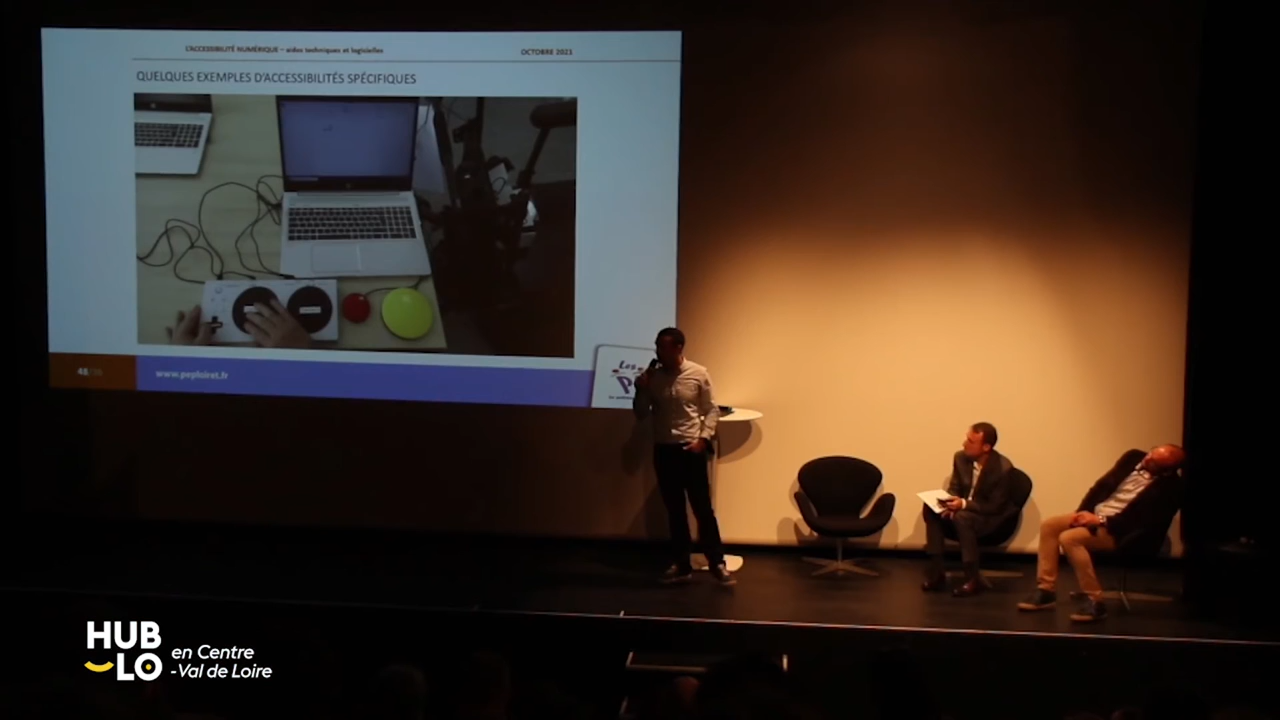 L'ACCESSIBILITÉ NUMÉRIQUE – aides techniques et logicielles
OCTOBRE 2023
QUELQUES EXEMPLES D'ACCESSIBILITÉS SPÉCIFIQUES
www.peploiret.fr
Les
HUB
LO
en Centre
-Val de Loire